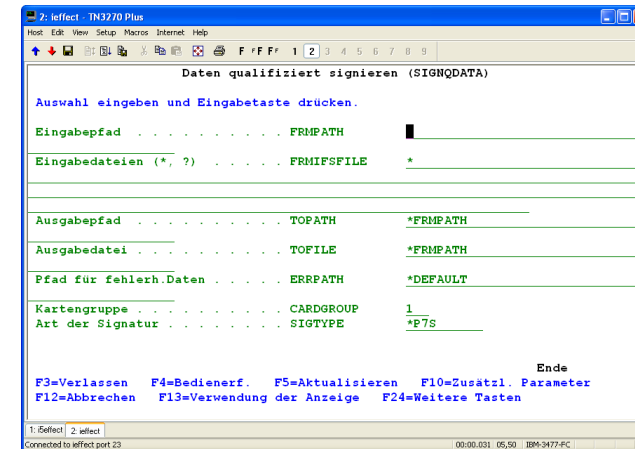 2: ieffect - TN3270 Plus
Host Edit View Setup Macros Internet Help
1 2 3 4 5 6 7 8 9
Daten qualifiziert signieren (SIGNQDATA)
Auswahl eingeben und Eingabetaste drücken.
Eingabepfad . . . . . . . . . . FRMPATH
Eingabedateien (*, ?) . . . . . FRMIFSFILE *
Ausgabepfad . . . . . . . . . . TOPATH *FRMPATH
Ausgabedatei . . . . . . . . . . TOFILE *FRMPATH
Pfad für fehlerh.Daten . . . . . ERRPATH *DEFAULT
Kartengruppe . . . . . . . . . . CARDGROUP 1
Art der Signatur . . . . . . . . SIGTYPE *P7S
Ende
F3=Verlassen F4=Bedienerf. F5=Aktualisieren F10=Zusätzl. Parameter
F12=Abbrechen F13=Verwendung der Anzeige F24=Weitere Tasten
1: i5effect 2: ieffect
Connected to ieffect port 23 00:00.031 05,50 IBM-3477-FC